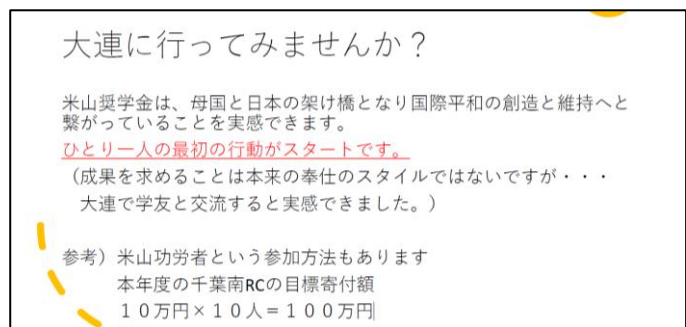 大連に行ってみませんか？
米山奨学金は、母国と日本の架け橋となり国際平和の創造と維持へと
繋がっていることを実感できます。
ひとり一人の最初の行動がスタートです。
（成果を求めることは本来の奉仕のスタイルではないですが・・・
大連で学友と交流すると実感できました。）
参考）米山功労者という参加方法もあります
本年度の千葉南RCの目標寄付額
１０万円×１０人＝１００万円